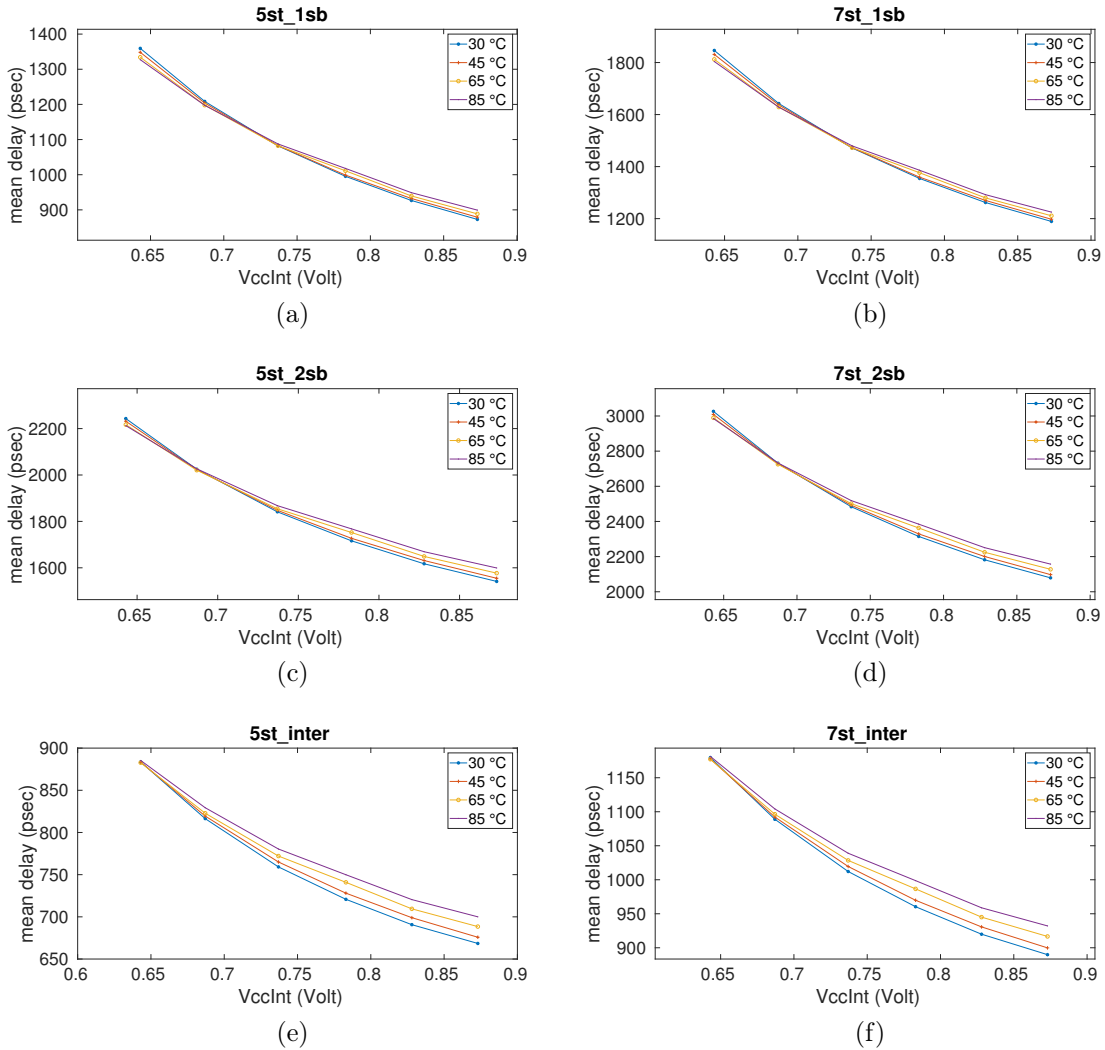 5st_1sb
1400
1300
1200
1100
1000
900
mean delay (psec)
30 °C
45 °C
65 °C
85 °C
0.65 0.7 0.75 0.8 0.85 0.9
VccInt (Volt)
(a)
7st_1sb
1800
1600
1400
1200
mean delay (psec)
30 °C
45 °C
65 °C
85 °C
0.65 0.7 0.75 0.8 0.85 0.9
VccInt (Volt)
(b)
5st_2sb
2200
2000
1800
1600
mean delay (psec)
30 °C
45 °C
65 °C
85 °C
0.65 0.7 0.75 0.8 0.85
VccInt (Volt)
(c)
7st_2sb
3000
2800
2600
2400
2200
2000
mean delay (psec)
30 °C
45 °C
65 °C
85 °C
0.65 0.7 0.75 0.8 0.85 0.9
VccInt (Volt)
(d)
5st_inter
900
850
800
750
700
650
mean delay (psec)
30 °C
45 °C
65 °C
85 °C
0.6 0.65 0.7 0.75 0.8 0.85 0.9
VccInt (Volt)
(e)
7st_inter
1150
1100
1050
1000
950
900
mean delay (psec)
30 °C
45 °C
65 °C
85 °C
0.65 0.7 0.75 0.8 0.85 0.9
VccInt (Volt)
(f)